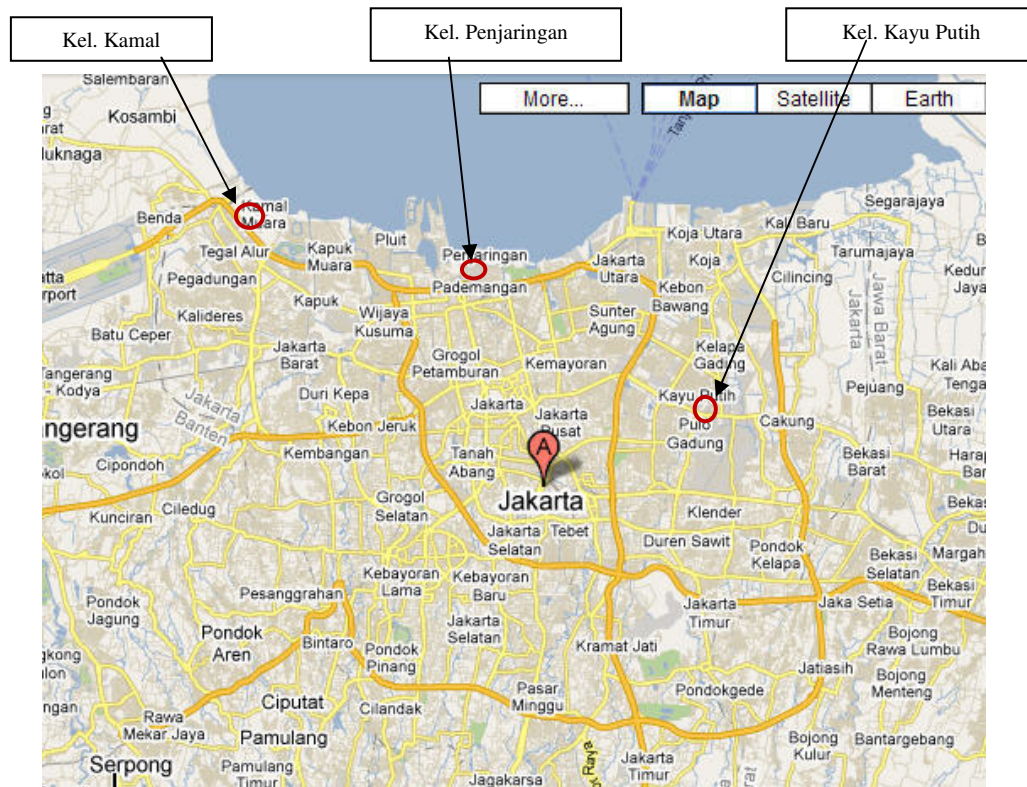 Kel. Kamal
Kel. Penjaringan
Kel. Kayu Putih
Salembaran
More...
Map
Satellite
Earth
Kosambi
Segarajaya
Kamal
Muara
Benda
Kali Baru
Koja Utara
Pluit
Tegal Alur
Kapuk
Muara
Penjaringan
Jakarta
Utara
Koja
Tarumajaya
Pegadungan
Pademangan
Kebon
Bawang
Cilincing
Kapuk
Kalideres
Wijaya
Kusuma
Sunter
Agung
Jakarta
Jawa Barat
Batu Ceper
Jakarta
Barat
Grogol
Petamburan
Kemayoran
Kelapa
Gading
Tangerang
- Kodya
Duri Kepa
Kayu Putih
Pejuang
Jakarta
Banten
Jakarta
Jakarta
Pusat
Pulo
Gadung
Cakung
Bekasi
Utara
Kebon Jeruk
A
Cipondoh
Kembangan
Tanah
Abang
Bekasi
Barat
Jakarta
Kunciran
Ciledug
Grogol
Selatan
Klender
Jakarta
Selatan
Tebet
Duren Sawit
Pondok
Kelapa
Bekasi
Selatan
Kebayoran
Lama
Kebayoran
Baru
Pesanggrahan
Bekasi
Timur
Pondok
Jagung
Jakarta
Timur
Jaka Setia
Jakarta
Selatan
Pondok
Aren
Bintaro
Kramat Jati
Bojong
Rawa Lumbu
Pondok
Pinang
Jatiasih
Bojong
Menteng
Ciputat
Cilandak
Pasar
Minggu
Pondokgede
Rawa
Mekar Jaya
Pamulang
Bojong
Kulur
Bantargebang
Serpong
Pamulang
Timur
Jagakarsa
Raya
Jakarta
Timur